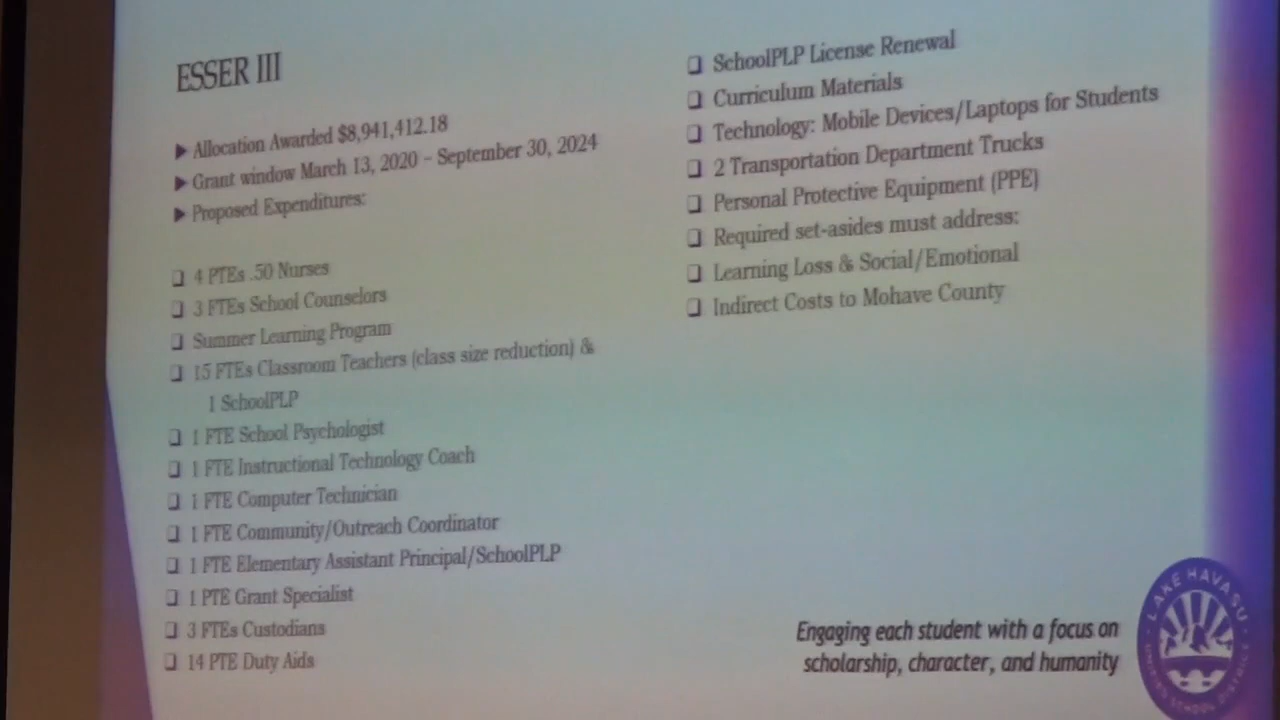 ESSER III
▶ Allocation Awarded $8,941,412.18
▶ Grant window March 13, 2020 – September 30, 2024
▶ Proposed Expenditures:
❏ 4 PTEs .50 Nurses
❏ 3 FTEs School Counselors
❏ Summer Learning Program
❏ 15 FTEs Classroom Teachers (class size reduction) &
1 SchoolPLP
❏ 1 FTE School Psychologist
❏ 1 FTE Instructional Technology Coach
❏ 1 FTE Computer Technician
❏ 1 FTE Community/Outreach Coordinator
❏ 1 FTE Elementary Assistant Principal/SchoolPLP
❏ 1 PTE Grant Specialist
❏ 3 FTEs Custodians
❏ 14 PTE Duty Aids
❏ SchoolPLP License Renewal
❏ Curriculum Materials
❏ Technology: Mobile Devices/Laptops for Students
❏ 2 Transportation Department Trucks
❏ Personal Protective Equipment (PPE)
❏ Required set-asides must address:
❏ Learning Loss & Social/Emotional
❏ Indirect Costs to Mohave County
Engaging each student with a focus on
scholarship, character, and humanity
LAKE HAVASU
UNIFIED SCHOOL DISTRICT